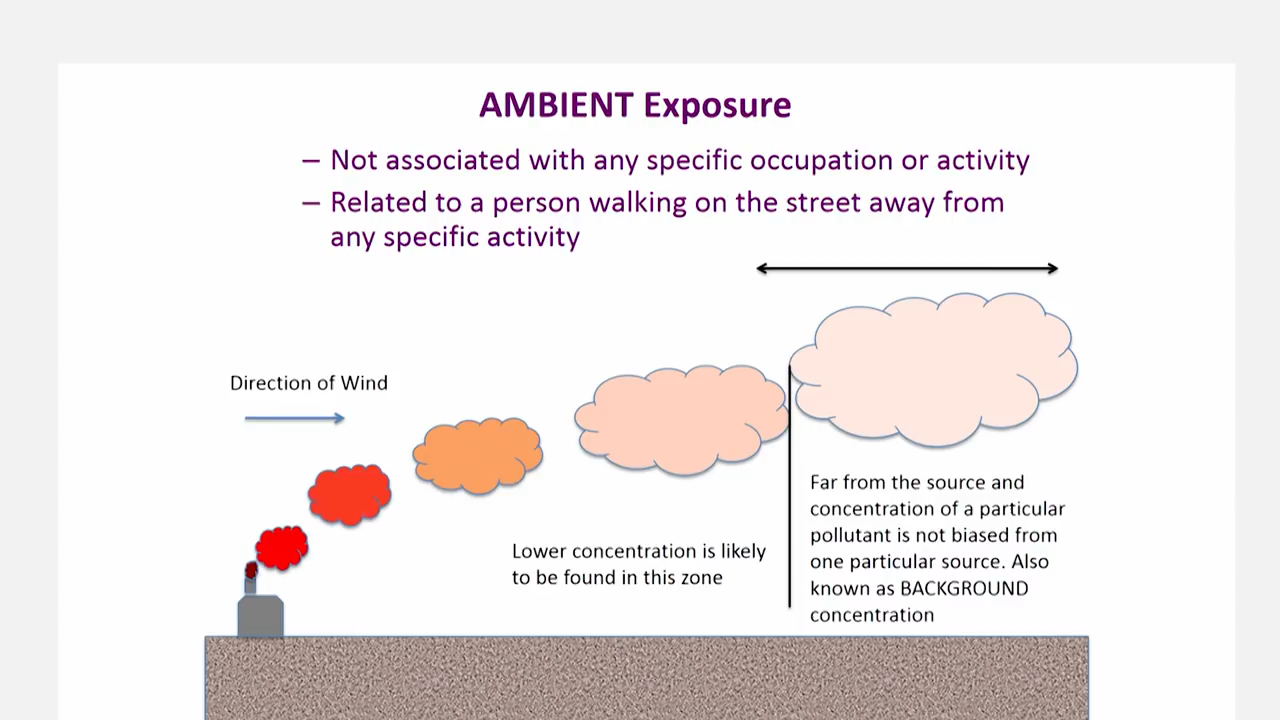 AMBIENT Exposure
– Not associated with any specific occupation or activity
– Related to a person walking on the street away from
any specific activity
Direction of Wind
Lower concentration is likely
to be found in this zone
Far from the source and
concentration of a particular
pollutant is not biased from
one particular source. Also
known as BACKGROUND
concentration